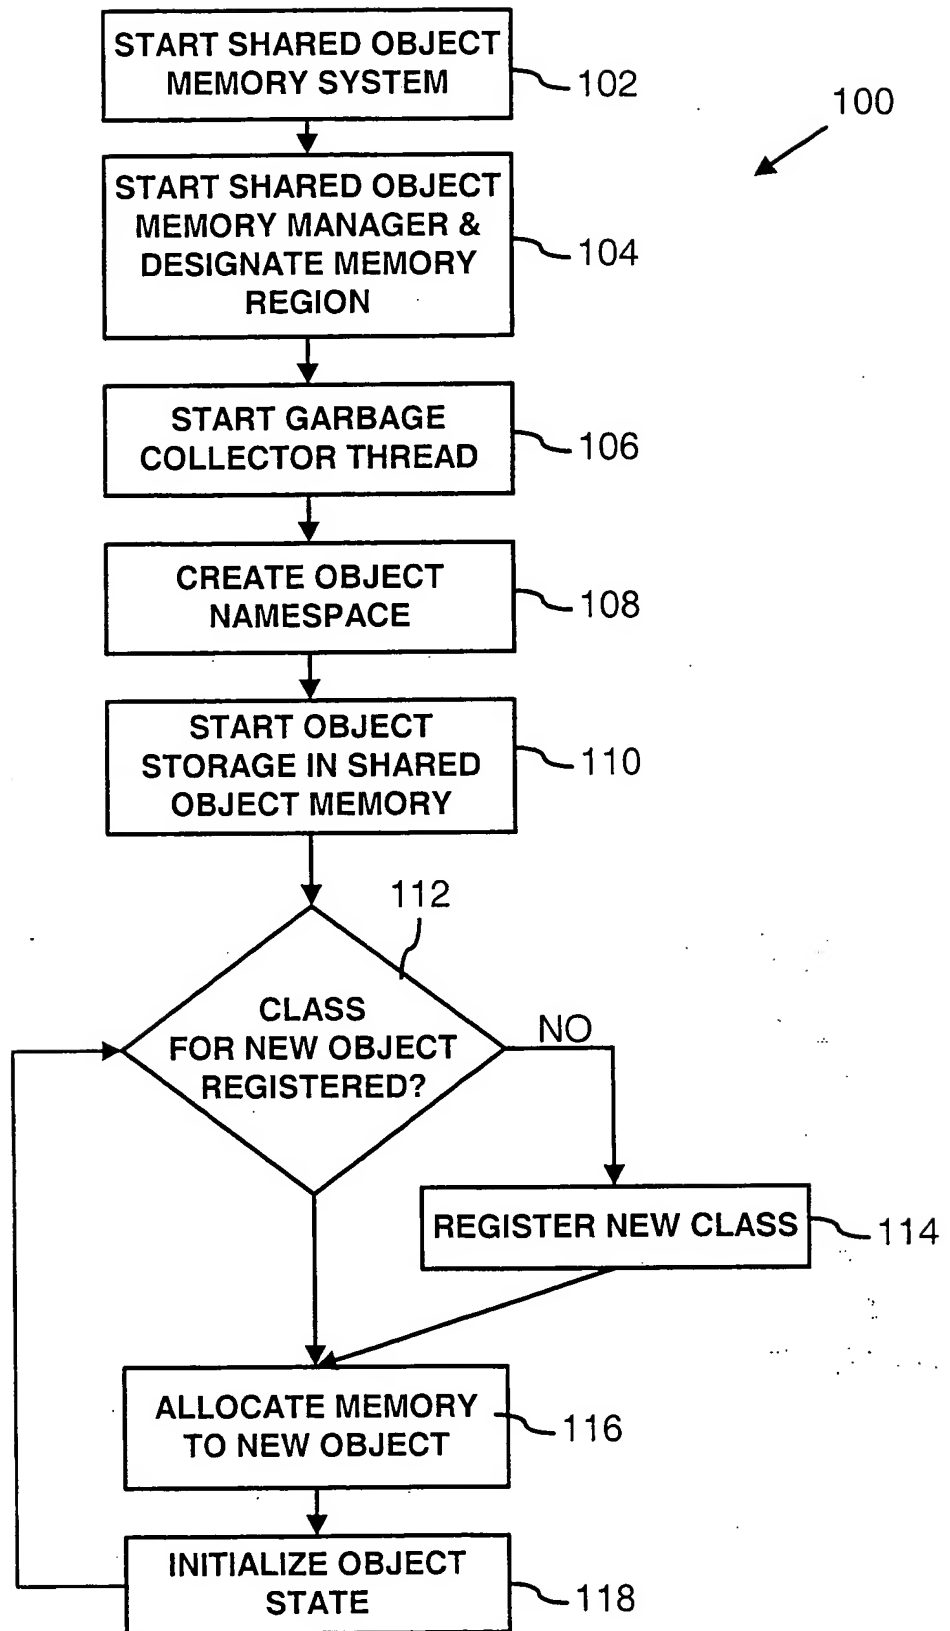 START SHARED OBJECT
MEMORY SYSTEM
102
100
START SHARED OBJECT
MEMORY MANAGER &
DESIGNATE MEMORY
REGION
104
START GARBAGE
COLLECTOR THREAD
106
CREATE OBJECT
NAMESPACE
108
START OBJECT
STORAGE IN SHARED
OBJECT MEMORY
110
112
CLASS
FOR NEW OBJECT
REGISTERED?
NO
REGISTER NEW CLASS
114
ALLOCATE MEMORY
TO NEW OBJECT
116
INITIALIZE OBJECT
STATE
118